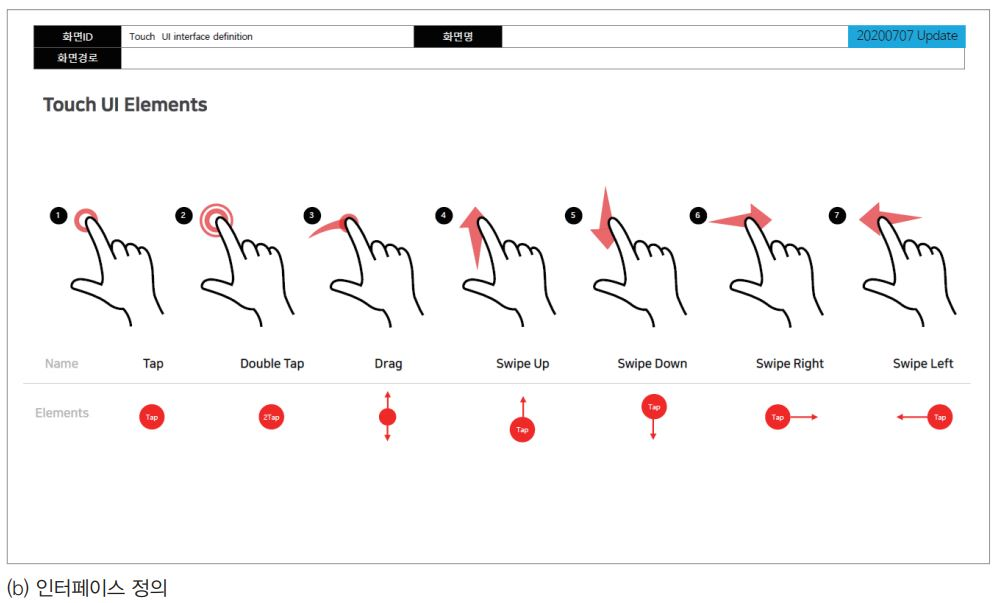 화면ID Touch UI interface definition 화면명 20200707 Update
화면경로
Touch UI Elements
1 2 3 4 5 6 7
Name Tap Double Tap Drag Swipe Up Swipe Down Swipe Right Swipe Left
Elements Tap 2Tap Tap Tap Tap Tap
(b) 인터페이스 정의